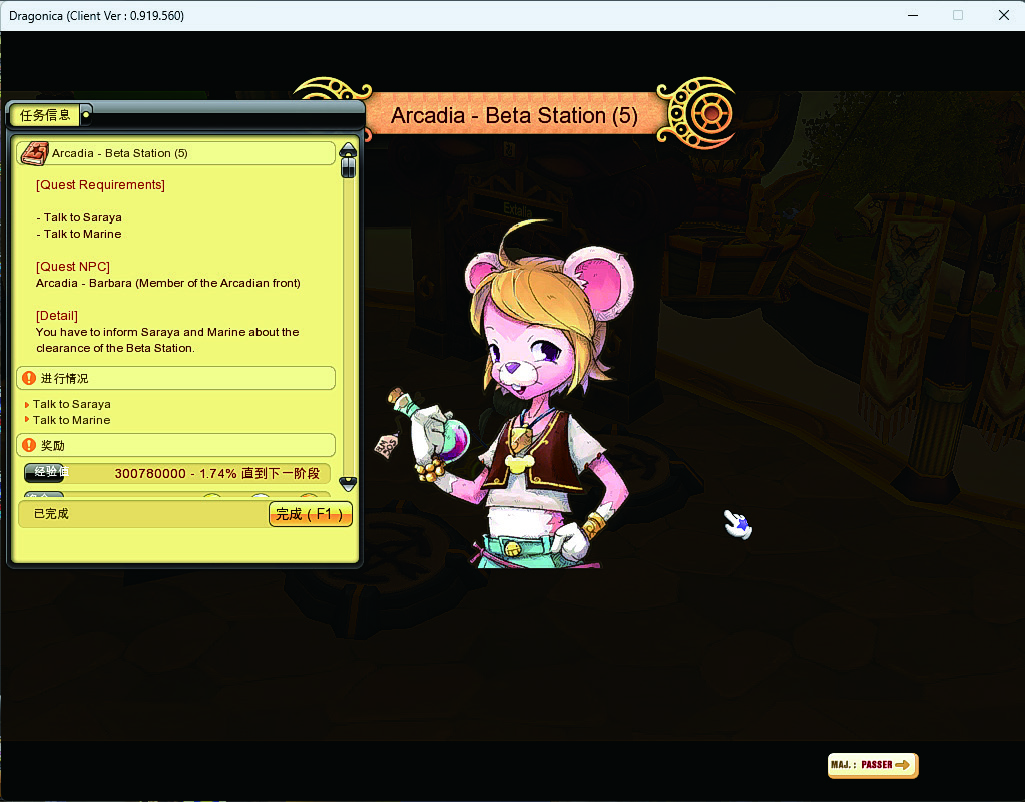 Dragonica (Client Ver : 0.919.560)
Arcadia - Beta Station (5)
任务信息
Arcadia - Beta Station (5)
[Quest Requirements]
- Talk to Saraya
- Talk to Marine
[Quest NPC]
Arcadia - Barbara (Member of the Arcadian front)
[Detail]
You have to inform Saraya and Marine about the
clearance of the Beta Station.
进行情况
Talk to Saraya
Talk to Marine
奖励
经验值 300780000 - 1.74% 直到下一阶段
已完成 完成 ( F1 )
MAJ. : PASSER